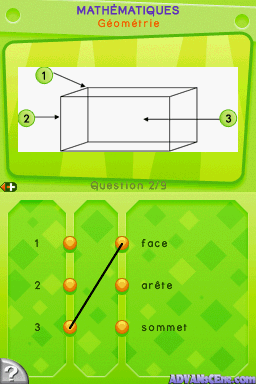 MATHÉMATIQUES
Géométrie
1
2
3
Question 2/9
1 face
2 arête
3 sommet
?
ADVANsCEne.com